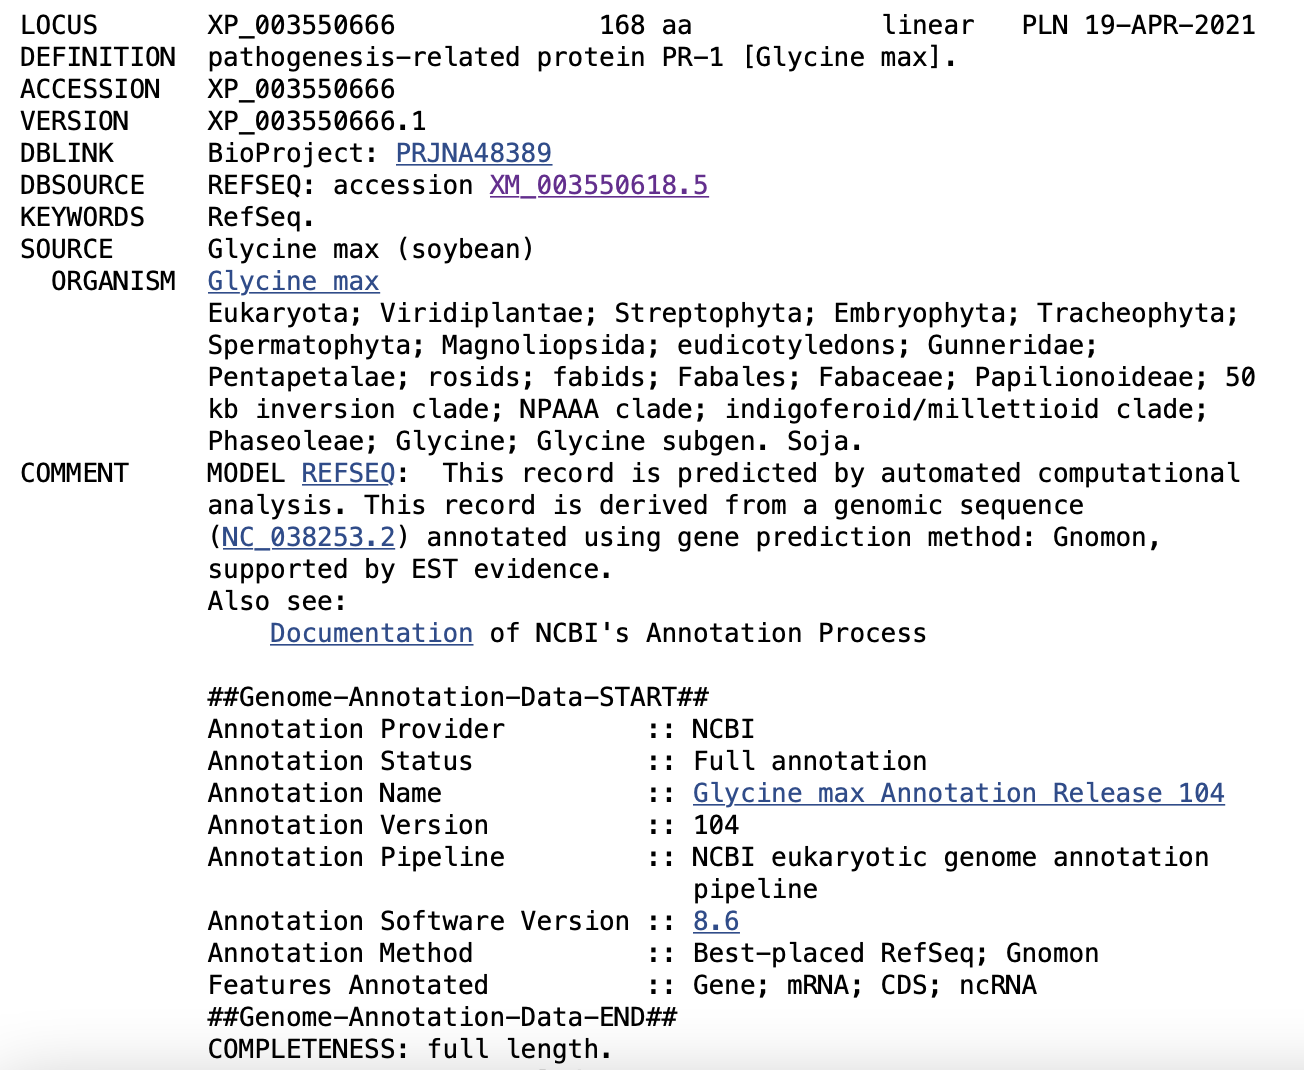 LOCUS XP_003550666 168 aa linear PLN 19-APR-2021
DEFINITION pathogenesis-related protein PR-1 [Glycine max].
ACCESSION XP_003550666
VERSION XP_003550666.1
DBLINK BioProject: PRJNA48389
DBSOURCE REFSEQ: accession XM_003550618.5
KEYWORDS RefSeq.
SOURCE Glycine max (soybean)
ORGANISM Glycine max
Eukaryota; Viridiplantae; Streptophyta; Embryophyta; Tracheophyta;
Spermatophyta; Magnoliopsida; eudicotyledons; Gunneridae;
Pentapetalae; rosids; fabids; Fabales; Fabaceae; Papilionoideae; 50
kb inversion clade; NPAAA clade; indigoferoid/millettioid clade;
Phaseoleae; Glycine; Glycine subgen. Soja.
COMMENT MODEL REFSEQ: This record is predicted by automated computational
analysis. This record is derived from a genomic sequence
(NC_038253.2) annotated using gene prediction method: Gnomon,
supported by EST evidence.
Also see:
Documentation of NCBI's Annotation Process
##Genome-Annotation-Data-START##
Annotation Provider :: NCBI
Annotation Status :: Full annotation
Annotation Name :: Glycine max Annotation Release 104
Annotation Version :: 104
Annotation Pipeline :: NCBI eukaryotic genome annotation
pipeline
Annotation Software Version :: 8.6
Annotation Method :: Best-placed RefSeq; Gnomon
Features Annotated :: Gene; mRNA; CDS; ncRNA
##Genome-Annotation-Data-END##
COMPLETENESS: full length.